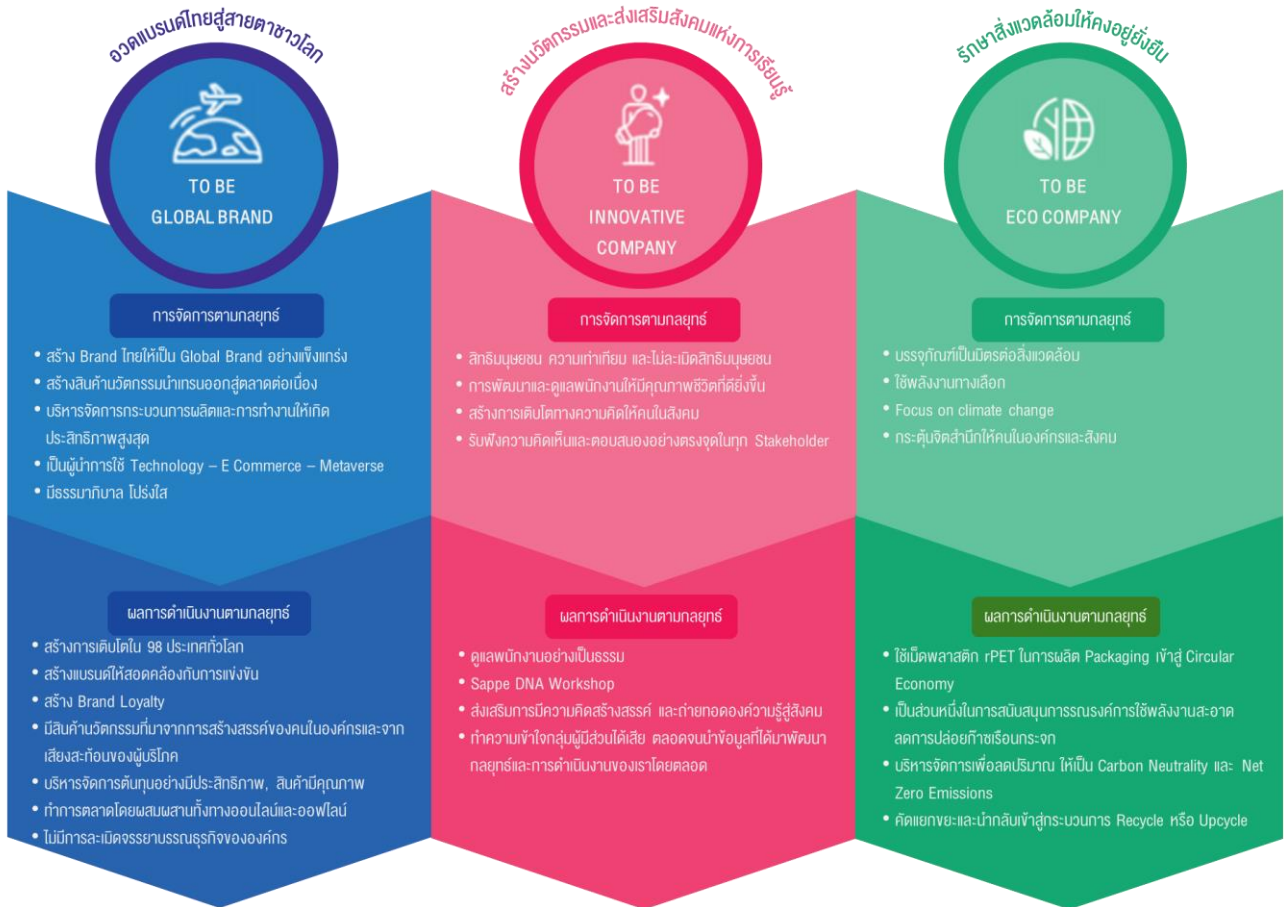 อวดแบรนด์ไทยสู่สายตาชาวโลก
TO BE
GLOBAL BRAND
การจัดการตามกลยุทธ์
• สร้าง Brand ไทยให้เป็น Global Brand อย่างแข็งแกร่ง
• สร้างสินค้านวัตกรรมนำเทรนออกสู่ตลาดต่อเนื่อง
• บริหารจัดการกระบวนการผลิตและการทำงานให้เกิด
ประสิทธิภาพสูงสุด
• เป็นผู้นำการใช้ Technology – E Commerce – Metaverse
• มีธรรมาภิบาล โปร่งใส
ผลการดำเนินงานตามกลยุทธ์
• สร้างการเติบโตใน 98 ประเทศทั่วโลก
• สร้างแบรนด์ให้สอดคล้องกับการแข่งขัน
• สร้าง Brand Loyalty
• มีสินค้านวัตกรรมที่มาจากการสร้างสรรค์ของคนในองค์กรและจาก
เสียงสะท้อนของผู้บริโภค
• บริหารจัดการต้นทุนอย่างมีประสิทธิภาพ, สินค้ามีคุณภาพ
• ทำการตลาดโดยผสมผสานทั้งทางออนไลน์และออฟไลน์
• ไม่มีการละเมิดจรรยาบรรณธุรกิจขององค์กร
สร้างนวัตกรรมและส่งเสริมสังคมแห่งการเรียนรู้
TO BE
INNOVATIVE
COMPANY
การจัดการตามกลยุทธ์
• สิทธิมนุษยชน ความเท่าเทียม และไม่ละเมิดสิทธิมนุษยชน
• การพัฒนาและดูแลพนักงานให้มีคุณภาพชีวิตที่ดียิ่งขึ้น
• สร้างการเติบโตทางความคิดให้คนในสังคม
• รับฟังความคิดเห็นและตอบสนองอย่างตรงจุดในทุก Stakeholder
ผลการดำเนินงานตามกลยุทธ์
• ดูแลพนักงานอย่างเป็นธรรม
• Sappe DNA Workshop
• ส่งเสริมการมีความคิดสร้างสรรค์ และถ่ายทอดองค์ความรู้สู่สังคม
• ทำความเข้าใจกลุ่มผู้มีส่วนได้เสีย ตลอดจนนำข้อมูลที่ได้มาพัฒนา
กลยุทธ์และการดำเนินงานของเราโดยตลอด
รักษาสิ่งแวดล้อมให้คงอยู่ยั่งยืน
TO BE
ECO COMPANY
การจัดการตามกลยุทธ์
• บรรจุภัณฑ์เป็นมิตรต่อสิ่งแวดล้อม
• ใช้พลังงานทางเลือก
• Focus on climate change
• กระตุ้นจิตสำนึกให้คนในองค์กรและสังคม
ผลการดำเนินงานตามกลยุทธ์
• ใช้เม็ดพลาสติก rPET ในการผลิต Packaging เข้าสู่ Circular
Economy
• เป็นส่วนหนึ่งในการสนับสนุนการรณรงค์การใช้พลังงานสะอาด
ลดการปล่อยก๊าซเรือนกระจก
• บริหารจัดการเพื่อลดปริมาณ ให้เป็น Carbon Neutrality และ Net
Zero Emissions
• คัดแยกขยะและนำกลับเข้าสู่กระบวนการ Recycle หรือ Upcycle